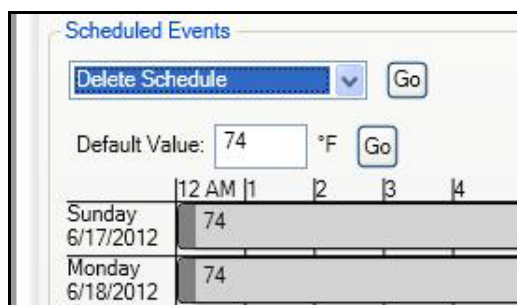 Scheduled Events
Delete Schedule Go
Default Value: 74 °F Go
12 AM 1 2 3 4
Sunday 74
6/17/2012
Monday 74
6/18/2012